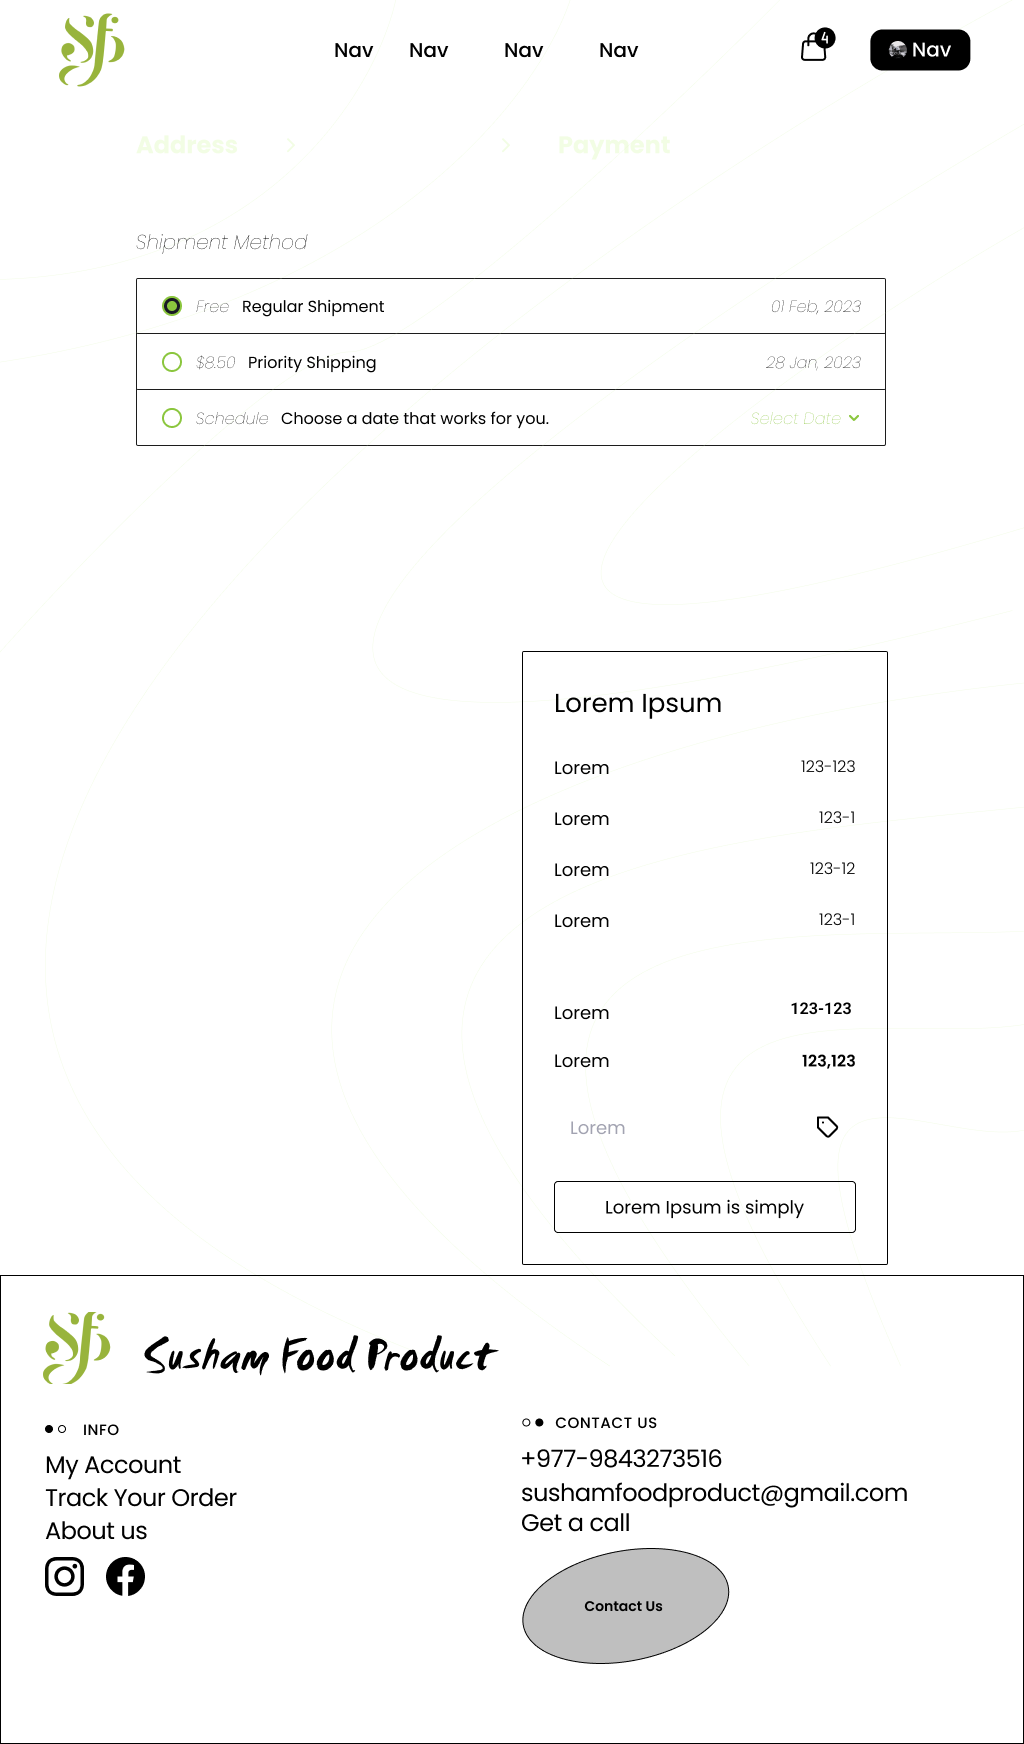 Nav Nav Nav Nav 4 Nav
Address > > Payment
Shipment Method
Free Regular Shipment 01 Feb, 2023
$8.50 Priority Shipping 28 Jan, 2023
Schedule Choose a date that works for you. Select Date
Lorem Ipsum
Lorem 123-123
Lorem 123-1
Lorem 123-12
Lorem 123-1
Lorem 123-123
Lorem 123,123
Lorem
Lorem Ipsum is simply
Susham Food Product
INFO
My Account
Track Your Order
About us
CONTACT US
+977-9843273516
sushamfoodproduct@gmail.com
Get a call
Contact Us